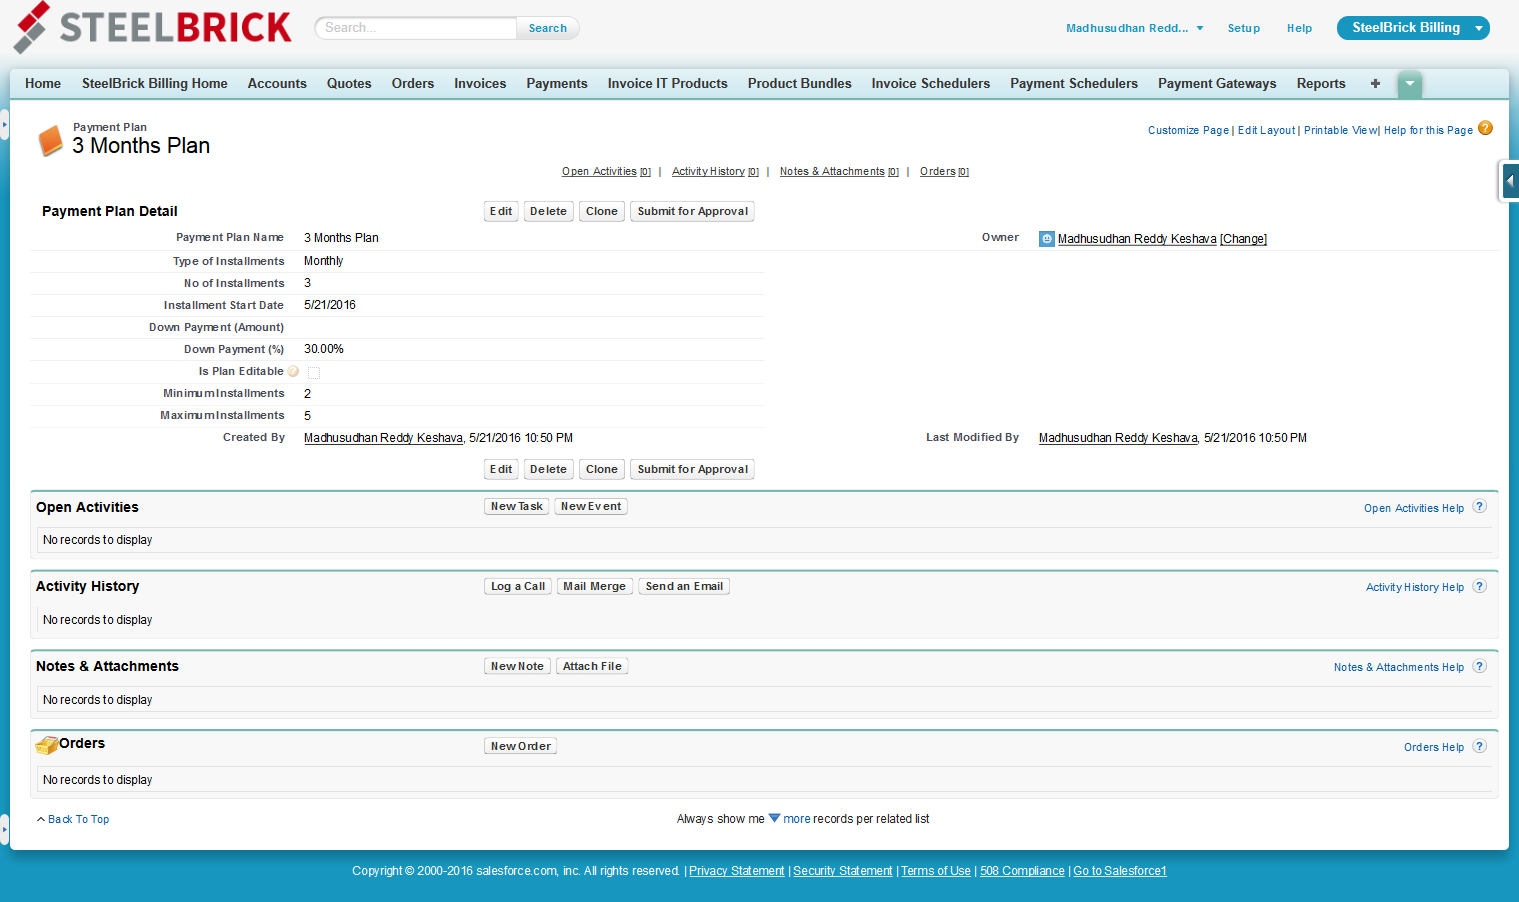 STEELBRICK Search... Search Madhusudhan Redd... Setup Help SteelBrick Billing
Home SteelBrick Billing Home Accounts Quotes Orders Invoices Payments Invoice IT Products Product Bundles Invoice Schedulers Payment Schedulers Payment Gateways Reports +
Payment Plan
3 Months Plan
Customize Page | Edit Layout | Printable View | Help for this Page ?
Open Activities [0] | Activity History [0] | Notes & Attachments [0] | Orders [0]
Payment Plan Detail Edit Delete Clone Submit for Approval
Payment Plan Name 3 Months Plan Owner Madhusudhan Reddy Keshava [Change]
Type of Installments Monthly
No of Installments 3
Installment Start Date 5/21/2016
Down Payment (Amount)
Down Payment (%) 30.00%
Is Plan Editable ?
Minimum Installments 2
Maximum Installments 5
Created By Madhusudhan Reddy Keshava, 5/21/2016 10:50 PM Last Modified By Madhusudhan Reddy Keshava, 5/21/2016 10:50 PM
Edit Delete Clone Submit for Approval
Open Activities New Task New Event Open Activities Help ?
No records to display
Activity History Log a Call Mail Merge Send an Email Activity History Help ?
No records to display
Notes & Attachments New Note Attach File Notes & Attachments Help ?
No records to display
Orders New Order Orders Help ?
No records to display
Back To Top Always show me more records per related list
Copyright © 2000-2016 salesforce.com, inc. All rights reserved. | Privacy Statement | Security Statement | Terms of Use | 508 Compliance | Go to Salesforce1